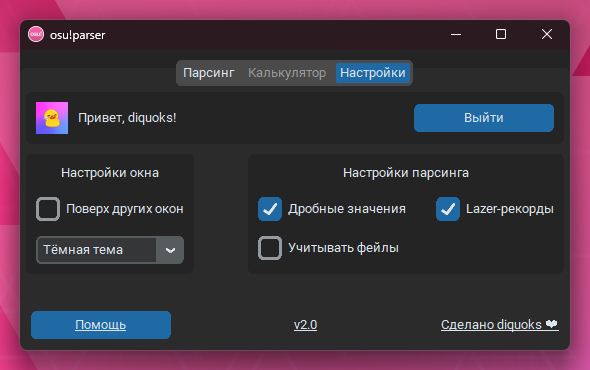 osu! osu!parser
Парсинг Калькулятор Настройки
Привет, diquoks! Выйти
Настройки окна
Поверх других окон
Тёмная тема
Настройки парсинга
Дробные значения Lazer-рекорды
Учитывать фейлы
Помощь v2.0 Сделано diquoks ❤